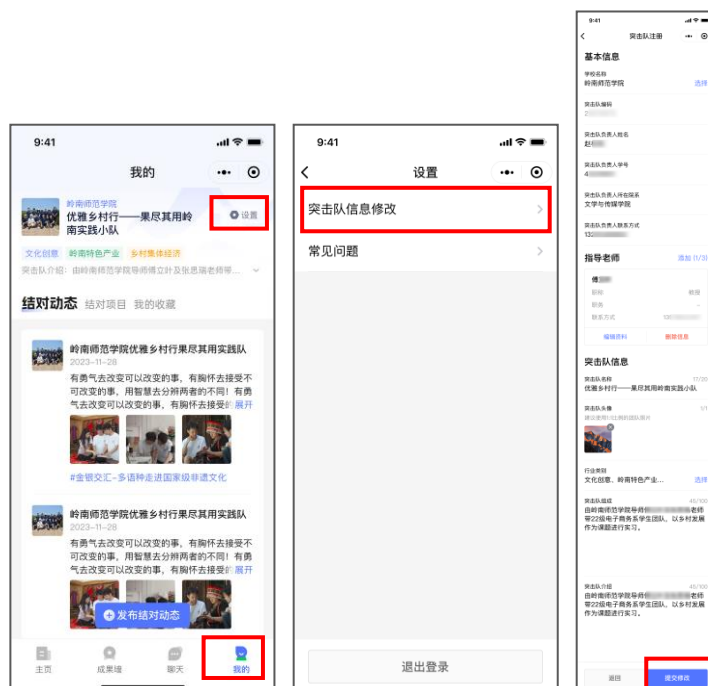 9:41
我的
岭南师范学院
优雅乡村行——果尽其用岭
南实践小队
设置
文化创意 岭南特色产业 乡村集体经济
突击队介绍：由岭南师范学院导师傅立叶及张思瑞老师等...
结对动态 结对项目 我的收藏
岭南师范学院优雅乡村行果尽其用实践队
2023-11-28
有勇气去改变可以改变的事，有胸怀去接受不
可改变的事，用智慧去分辨两者的不同！有勇
气去改变可以改变的事，有胸怀去接受 展开
#金银交汇-多语种走进国家级非遗文化
岭南师范学院优雅乡村行果尽其用实践队
2023-11-28
有勇气去改变可以改变的事，有胸怀去接受不
可改变的事，用智慧去分辨两者的不同！有勇
气去改变可以改变的事，有胸怀去接受 展开
发布结对动态
主页 成果墙 聊天 我的
9:41
设置
突击队信息修改
常见问题
退出登录
9:41
突击队注册
基本信息
学校名称
岭南师范学院 选择
突击队编码
2
突击队负责人姓名
赵
突击队负责人学号
4
突击队负责人所在院系
文学与传媒学院
突击队负责人联系方式
132
指导老师 添加 (1/3)
傅
职称 教授
职务 -
联系方式
编辑资料 删除信息
突击队信息
突击队名称 17/20
优雅乡村行——果尽其用岭南实践小队
突击队头像 1/1
行业类别
文化创意、岭南特色产业... 选择
突击队组成 45/100
由岭南师范学院导师 老师
带22级电子商务系学生团队，以乡村发展
作为课题进行实习。
突击队介绍 45/100
由岭南师范学院导师 老师
带22级电子商务系学生团队，以乡村发展
作为课题进行实习。
返回 提交修改